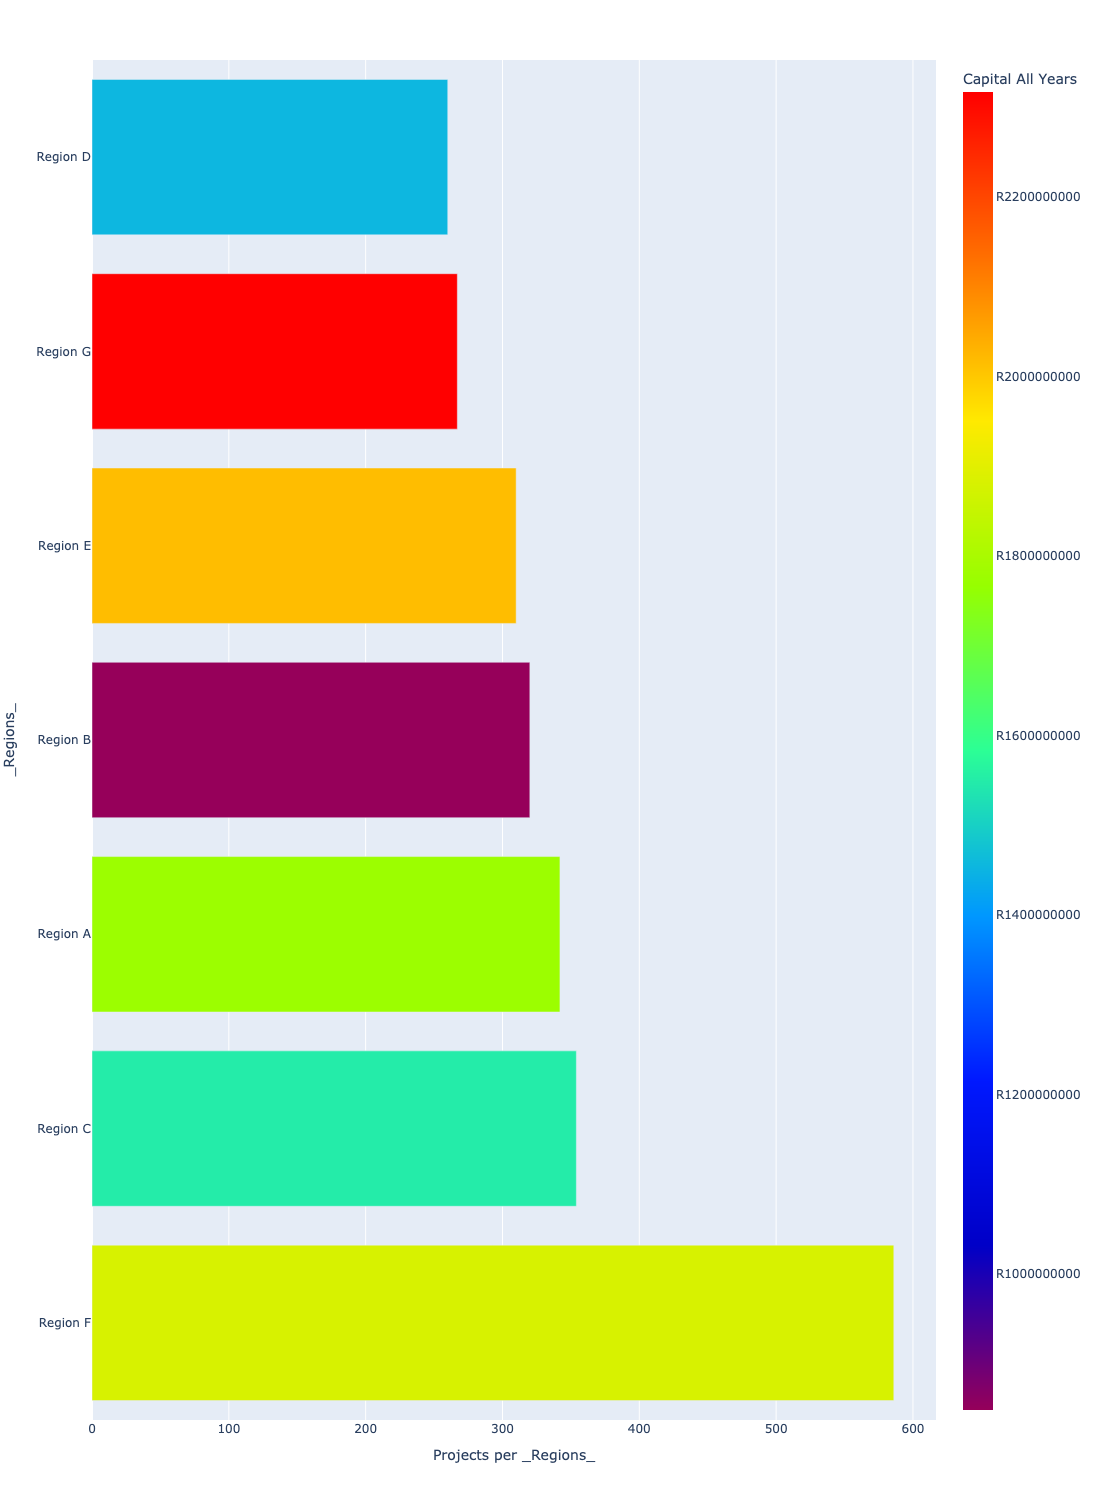 Capital All Years
R2200000000
R2000000000
R1800000000
R1600000000
R1400000000
R1200000000
R1000000000
_Regions_
Region D
Region G
Region E
Region B
Region A
Region C
Region F
0 100 200 300 400 500 600
Projects per _Regions_